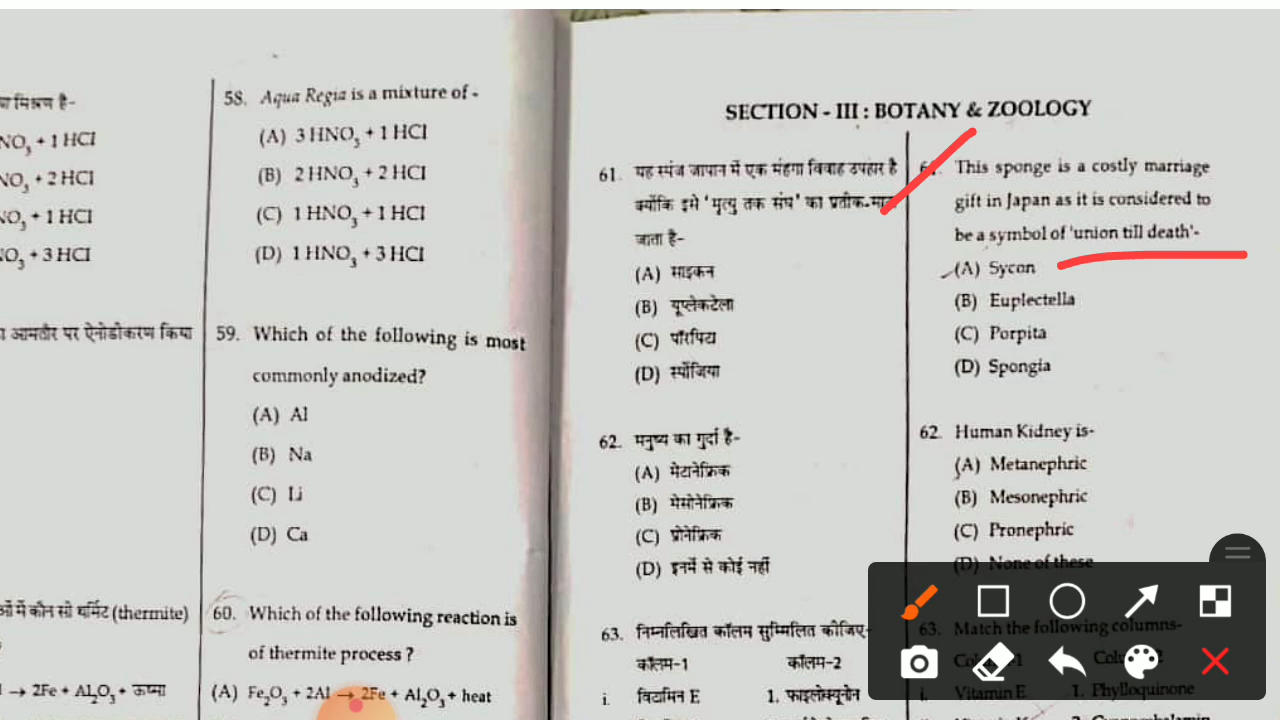 मिश्रण है-
NO₃ + 1 HCl
NO₃ + 2 HCl
NO₃ + 1 HCl
O₃ + 3 HCl
आमतौर पर ऐनोडीकरण किया
में कौन सी थर्मिट (thermite)
→ 2Fe + Al₂O₃ + ऊष्मा
58. Aqua Regia is a mixture of -
(A) 3 HNO₃ + 1 HCl
(B) 2 HNO₃ + 2 HCl
(C) 1 HNO₃ + 1 HCl
(D) 1 HNO₃ + 3 HCl
59. Which of the following is most
commonly anodized?
(A) Al
(B) Na
(C) Li
(D) Ca
60. Which of the following reaction is
of thermite process ?
(A) Fe₂O₃ + 2Al → 2Fe + Al₂O₃ + heat
SECTION - III : BOTANY & ZOOLOGY
61. यह स्पंज जापान में एक मंहगा विवाह उपहार है
क्योंकि इसे 'मृत्यु तक संघ' का प्रतीक-माना
जाता है-
(A) साइकन
(B) यूप्लेकटेला
(C) पॉरपिटा
(D) स्पोंजिया
62. मनुष्य का गुर्दा है-
(A) मेटानेफ्रिक
(B) मेसोनेफ्रिक
(C) प्रोनेफ्रिक
(D) इनमें से कोई नहीं
63. निम्नलिखित कॉलम सुम्मिलित कीजिए-
कॉलम-1 कॉलम-2
i. विटामिन E 1. फाइलोक्यूनोन
This sponge is a costly marriage
gift in Japan as it is considered to
be a symbol of 'union till death'-
(A) Sycon
(B) Euplectella
(C) Porpita
(D) Spongia
62. Human Kidney is-
(A) Metanephric
(B) Mesonephric
(C) Pronephric
(D) None of these
63. Match the following columns-
i. Vitamin E 1. Phylloquinone